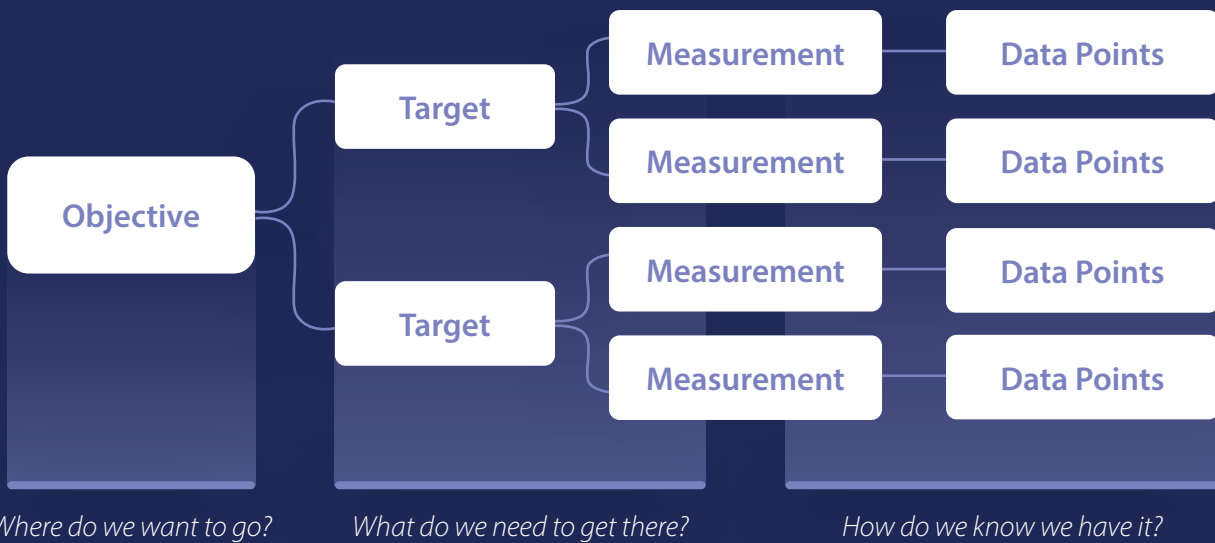 Objective
Target
Target
Measurement
Measurement
Measurement
Measurement
Data Points
Data Points
Data Points
Data Points
Where do we want to go?
What do we need to get there?
How do we know we have it?